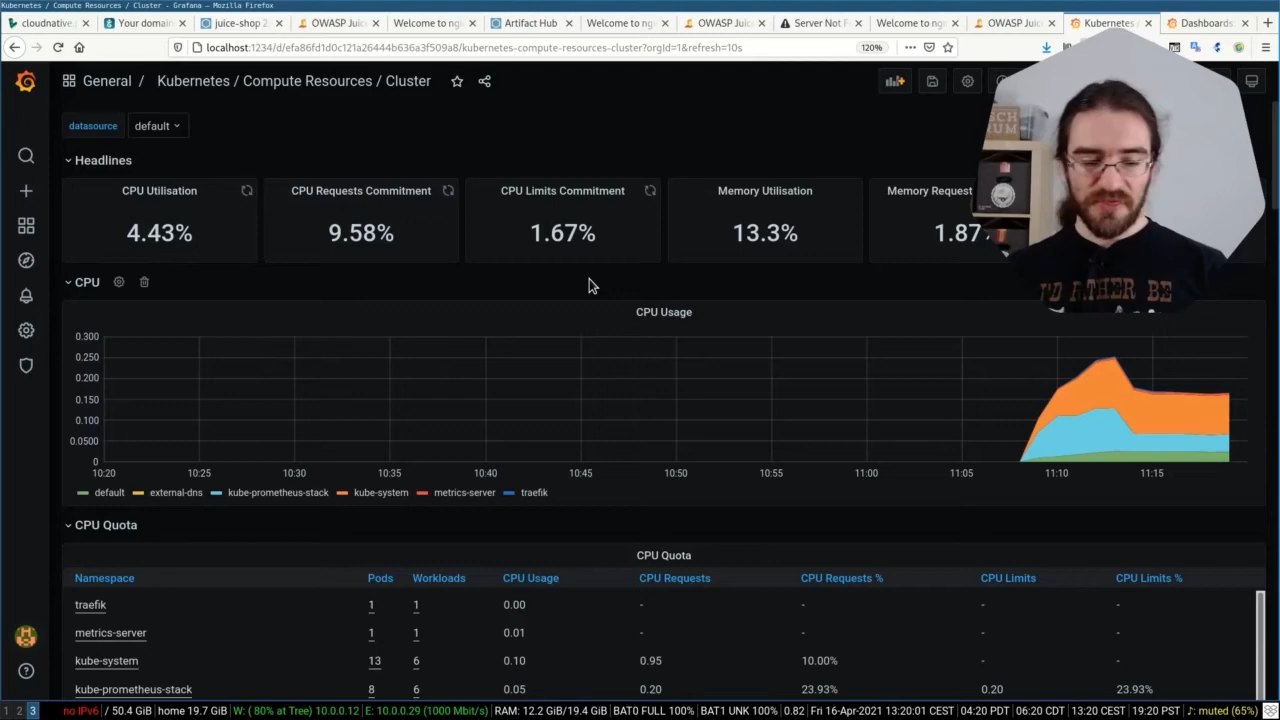 Kubernetes / Compute Resources / Cluster - Grafana — Mozilla Firefox
cloudnative. Your domain juice-shop 2 OWASP Juic Welcome to ng Artifact Hub Welcome to ng OWASP Juic Server Not F Welcome to ng OWASP Juic Kubernetes Dashboards:
localhost:1234/d/efa86fd1d0c121a26444b636a3f509a8/kubernetes-compute-resources-cluster?orgId=1&refresh=10s 120%
General / Kubernetes / Compute Resources / Cluster
datasource default
Headlines
CPU Utilisation CPU Requests Commitment CPU Limits Commitment Memory Utilisation Memory Request
4.43% 9.58% 1.67% 13.3% 1.87
CPU
CPU Usage
0.300
0.250
0.200
0.150
0.100
0.0500
0
10:20 10:25 10:30 10:35 10:40 10:45 10:50 10:55 11:00 11:05 11:10 11:15
default external-dns kube-prometheus-stack kube-system metrics-server traefik
CPU Quota
CPU Quota
Namespace Pods Workloads CPU Usage CPU Requests CPU Requests % CPU Limits CPU Limits %
traefik 1 1 0.00 - - - -
metrics-server 1 1 0.01 - - - -
kube-system 13 6 0.10 0.95 10.00% - -
kube-prometheus-stack 8 6 0.05 0.20 23.93% 0.20 23.93%
I'D RATHER BE
1 2 3 no IPv6 / 50.4 GiB home 19.7 GiB W: ( 80% at Tree) 10.0.0.12 E: 10.0.0.29 (1000 Mbit/s) RAM: 12.2 GiB/19.4 GiB BAT0 FULL 100% BAT1 UNK 100% 0.82 Fri 16-Apr-2021 13:20:01 CEST 04:20 PDT 06:20 CDT 13:20 CEST 19:20 PST ♪: muted (65%)